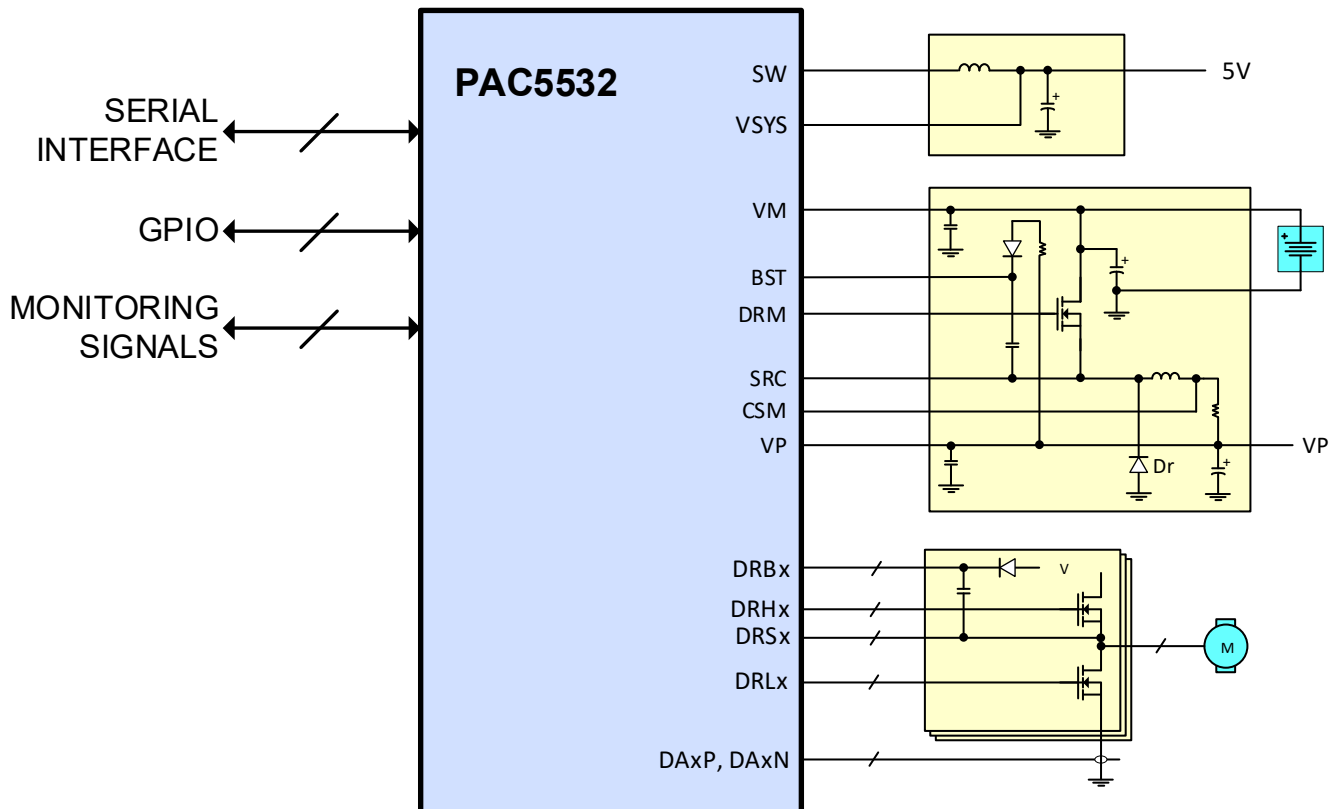 PAC5532
SERIAL
INTERFACE
GPIO
MONITORING
SIGNALS
SW
VSYS
VM
BST
DRM
SRC
CSM
VP
DRBx
DRHx
DRSx
DRLx
DAxP, DAxN
+
5V
+
+
Dr
+
VP
V
M